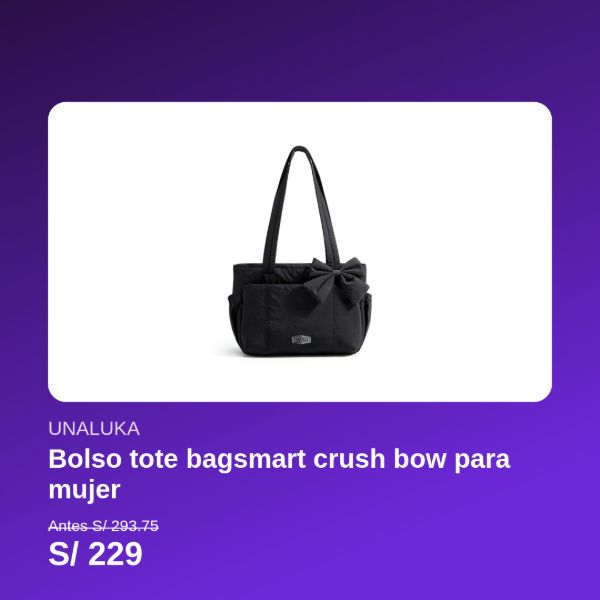 UNALUKA
Bolso tote bagsmart crush bow para
mujer
Antes S/ 293.75
S/ 229